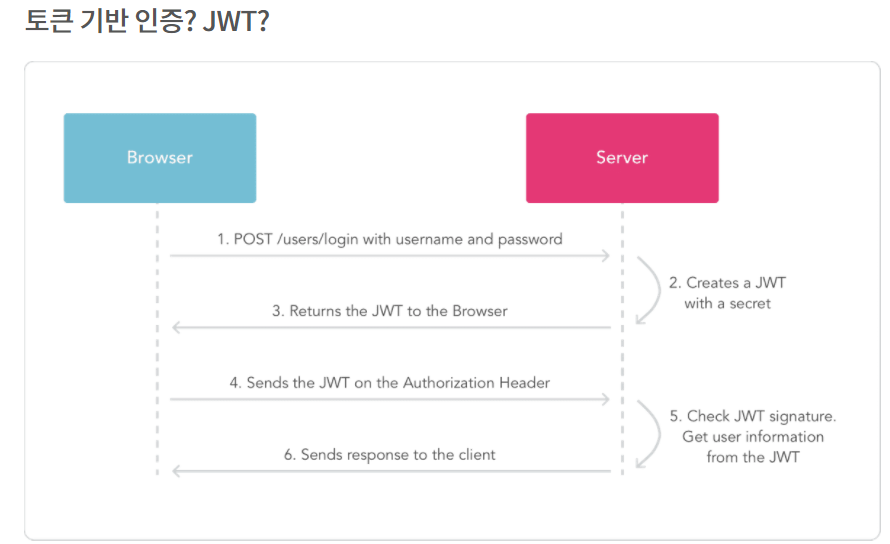 토큰 기반 인증? JWT?
Browser
Server
1. POST /users/login with username and password
2. Creates a JWT
with a secret
3. Returns the JWT to the Browser
4. Sends the JWT on the Authorization Header
5. Check JWT signature.
Get user information
from the JWT
6. Sends response to the client